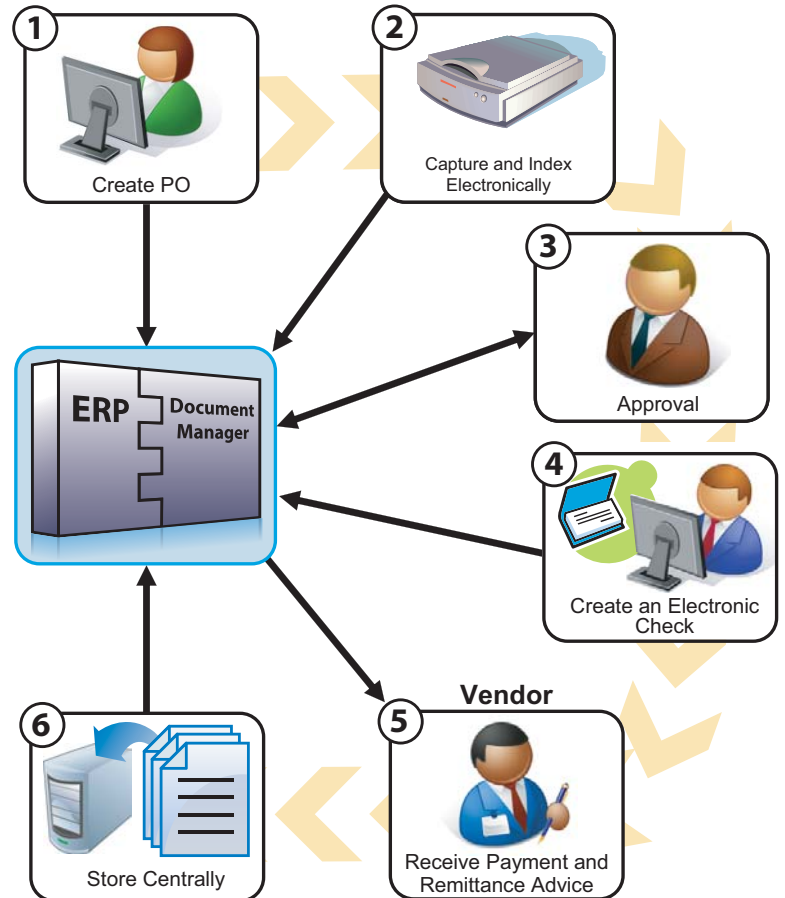 1
Create PO
2
Capture and Index
Electronically
3
Approval
ERP
Document
Manager
4
Create an Electronic
Check
Vendor
5
Receive Payment and
Remittance Advice
6
Store Centrally